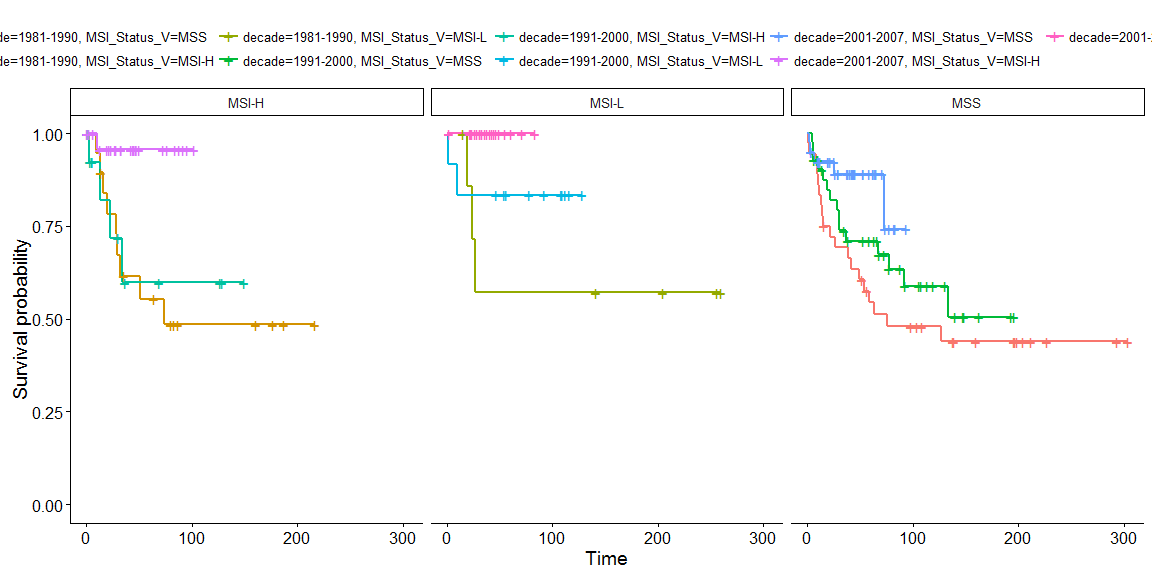 de=1981-1990, MSI_Status_V=MSS decade=1981-1990, MSI_Status_V=MSI-L decade=1991-2000, MSI_Status_V=MSI-H decade=2001-2007, MSI_Status_V=MSS decade=2001-
de=1981-1990, MSI_Status_V=MSI-H decade=1991-2000, MSI_Status_V=MSS decade=1991-2000, MSI_Status_V=MSI-L decade=2001-2007, MSI_Status_V=MSI-H
MSI-H MSI-L MSS
1.00
0.75
0.50
0.25
0.00
Survival probability
0 100 200 300 0 100 200 300 0 100 200 300
Time